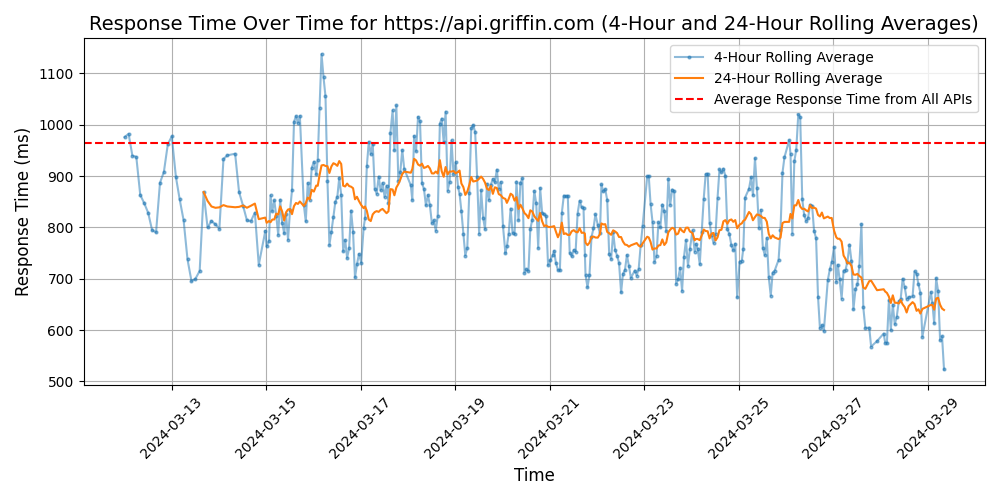 Response Time Over Time for https://api.griffin.com (4-Hour and 24-Hour Rolling Averages)
4-Hour Rolling Average
24-Hour Rolling Average
Average Response Time from All APIs
Response Time (ms)
1100
1000
900
800
700
600
500
2024-03-13
2024-03-15
2024-03-17
2024-03-19
2024-03-21
2024-03-23
2024-03-25
2024-03-27
2024-03-29
Time